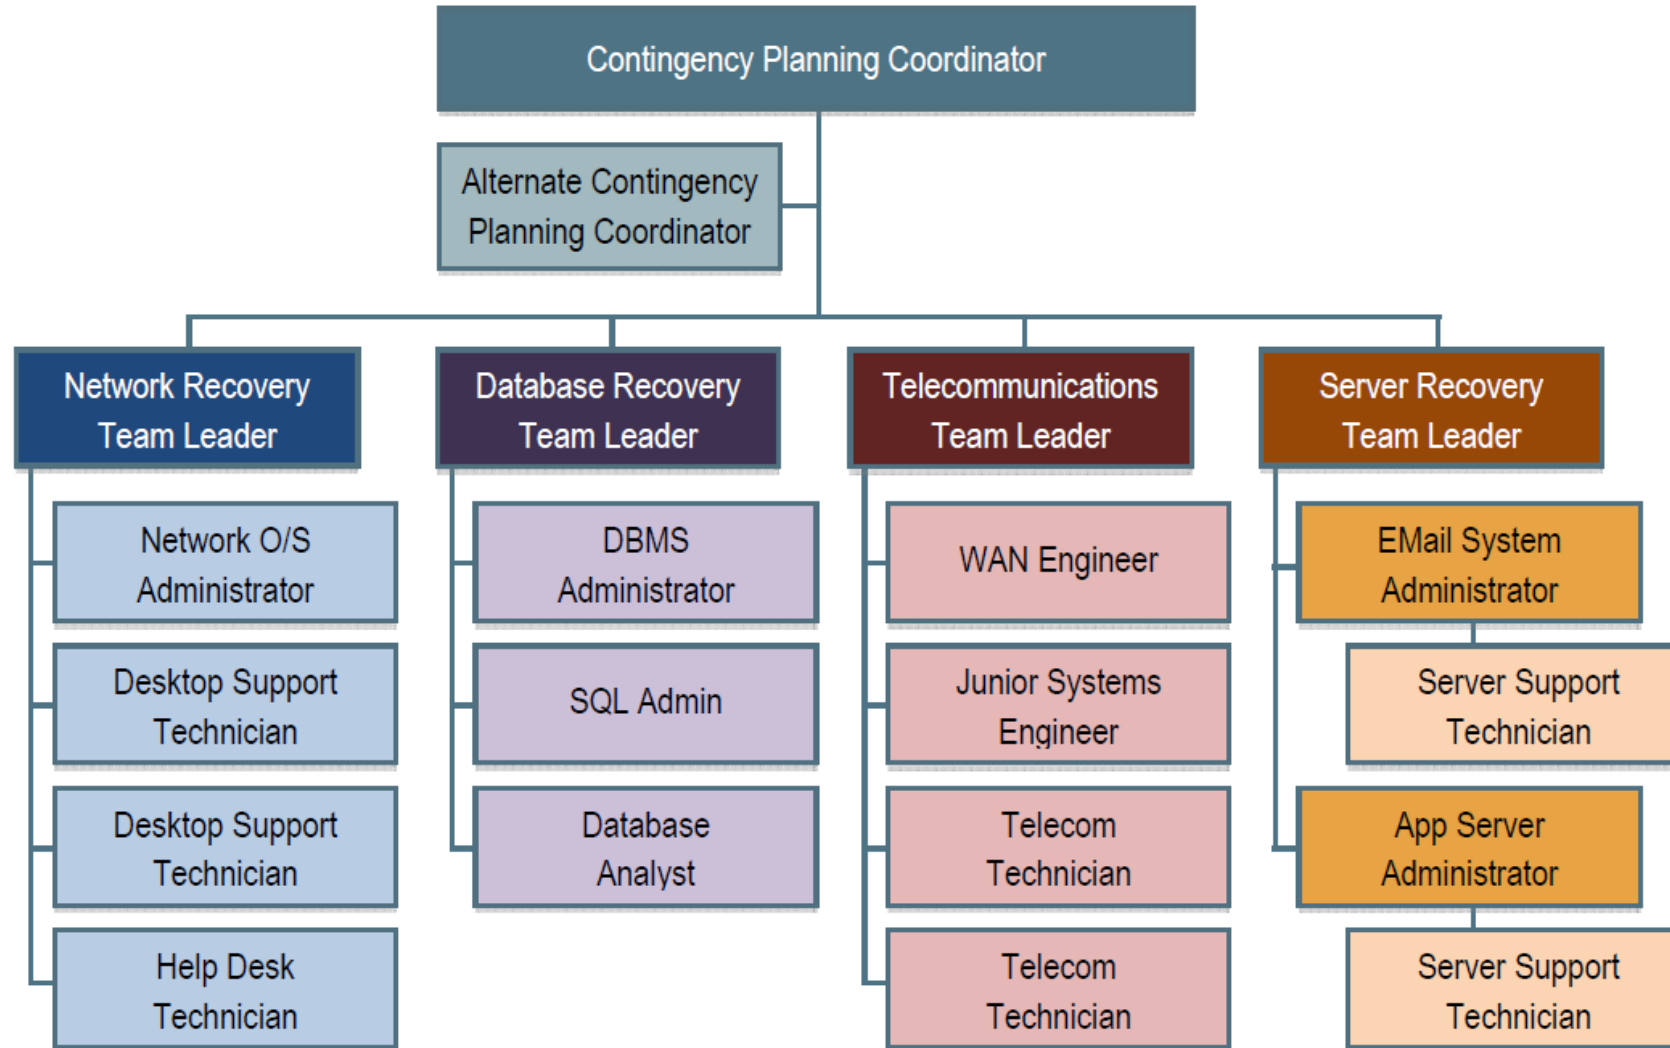 Contingency Planning Coordinator
Alternate Contingency
Planning Coordinator
Network Recovery
Team Leader
Database Recovery
Team Leader
Telecommunications
Team Leader
Server Recovery
Team Leader
Network O/S
Administrator
Desktop Support
Technician
Desktop Support
Technician
Help Desk
Technician
DBMS
Administrator
SQL Admin
Database
Analyst
WAN Engineer
Junior Systems
Engineer
Telecom
Technician
Telecom
Technician
EMail System
Administrator
Server Support
Technician
App Server
Administrator
Server Support
Technician